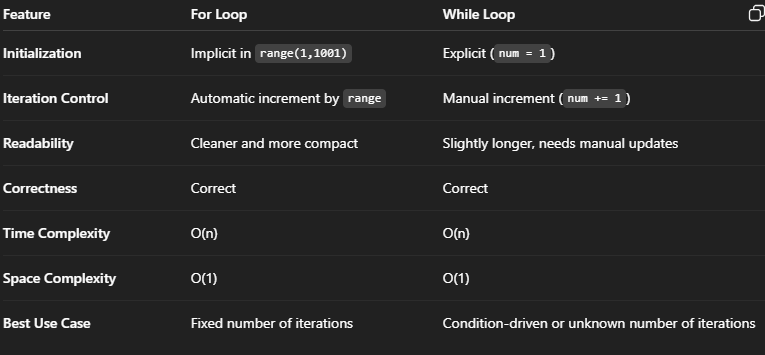 Feature For Loop While Loop
Initialization Implicit in range(1,1001) Explicit (num = 1)
Iteration Control Automatic increment by range Manual increment (num += 1)
Readability Cleaner and more compact Slightly longer, needs manual updates
Correctness Correct Correct
Time Complexity O(n) O(n)
Space Complexity O(1) O(1)
Best Use Case Fixed number of iterations Condition-driven or unknown number of iterations